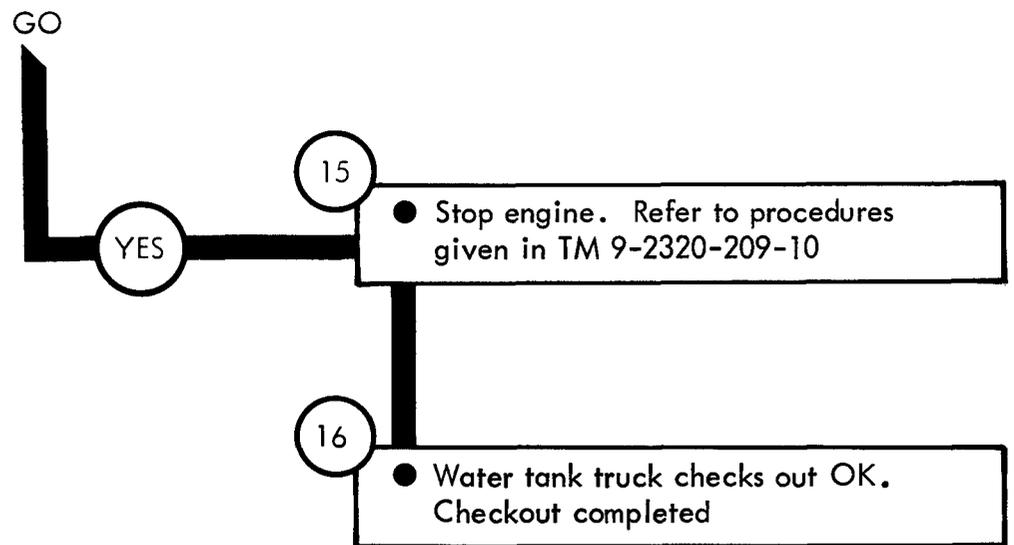 GO
YES
15
● Stop engine. Refer to procedures
given in TM 9-2320-209-10
16
● Water tank truck checks out OK.
Checkout completed